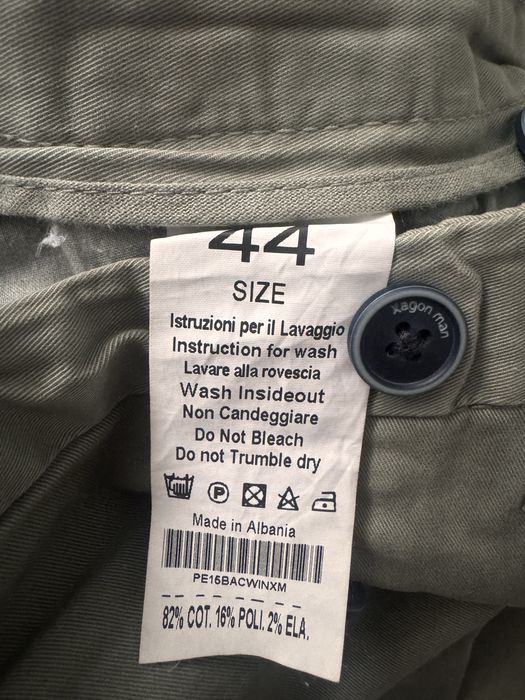 44
SIZE
Istruzioni per il Lavaggio
Instruction for wash
Lavare alla rovescia
Wash Insideout
Non Candeggiare
Do Not Bleach
Do not Trumble dry
P
Made in Albania
PE15BACWINXM
82% COT. 16% POLI. 2% ELA.
xagon man